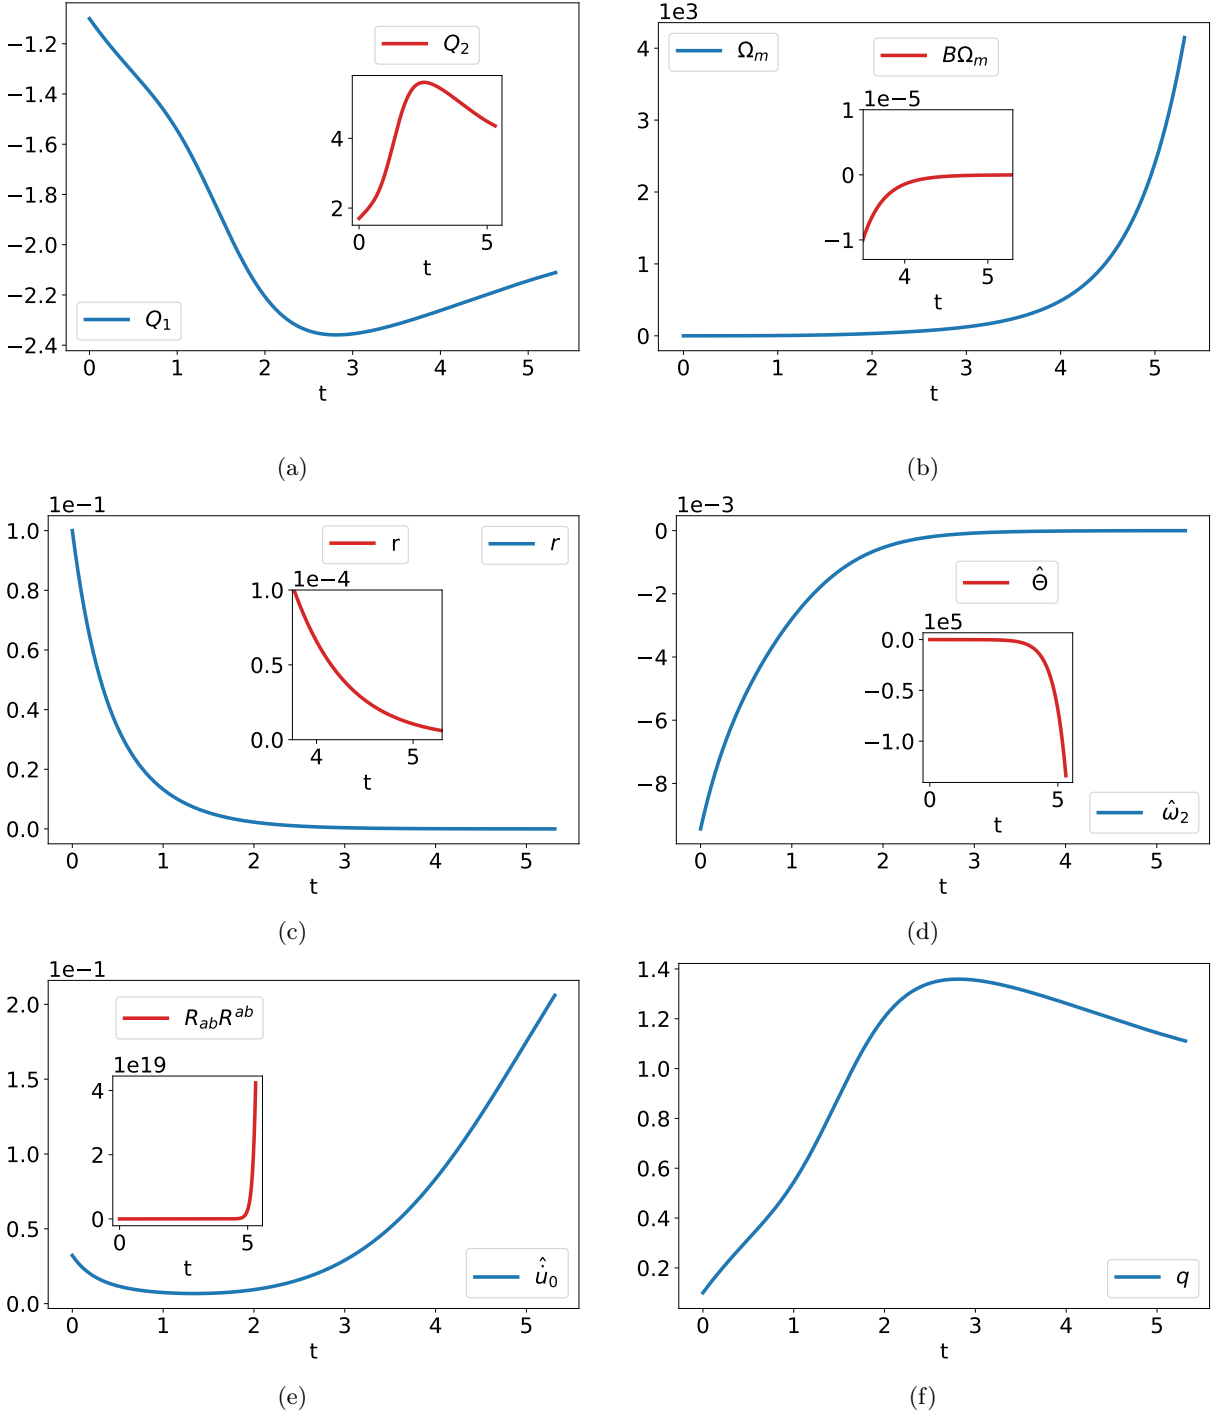 −1.2
−1.4
−1.6
−1.8
−2.0
−2.2
−2.4
0 1 2 3 4 5
t
Q₁
Q₂
4
2
0 5
t
(a)
1e3
4
3
2
1
0
0 1 2 3 4 5
t
Ωₘ
BΩₘ
1e−5
1
0
−1
4 5
t
(b)
1e−1
1.0
0.8
0.6
0.4
0.2
0.0
0 1 2 3 4 5
t
r
r
1e−4
1.0
0.5
0.0
4 5
t
(c)
1e−3
0
−2
−4
−6
−8
0 1 2 3 4 5
t
Θ̂
1e5
0.0
−0.5
−1.0
0 5
t
ω̂₂
(d)
1e−1
2.0
1.5
1.0
0.5
0.0
0 1 2 3 4 5
t
R_{ab}R^{ab}
1e19
4
2
0
0 5
t
\hat{\dot{u}}₀
(e)
1.4
1.2
1.0
0.8
0.6
0.4
0.2
0 1 2 3 4 5
t
q
(f)